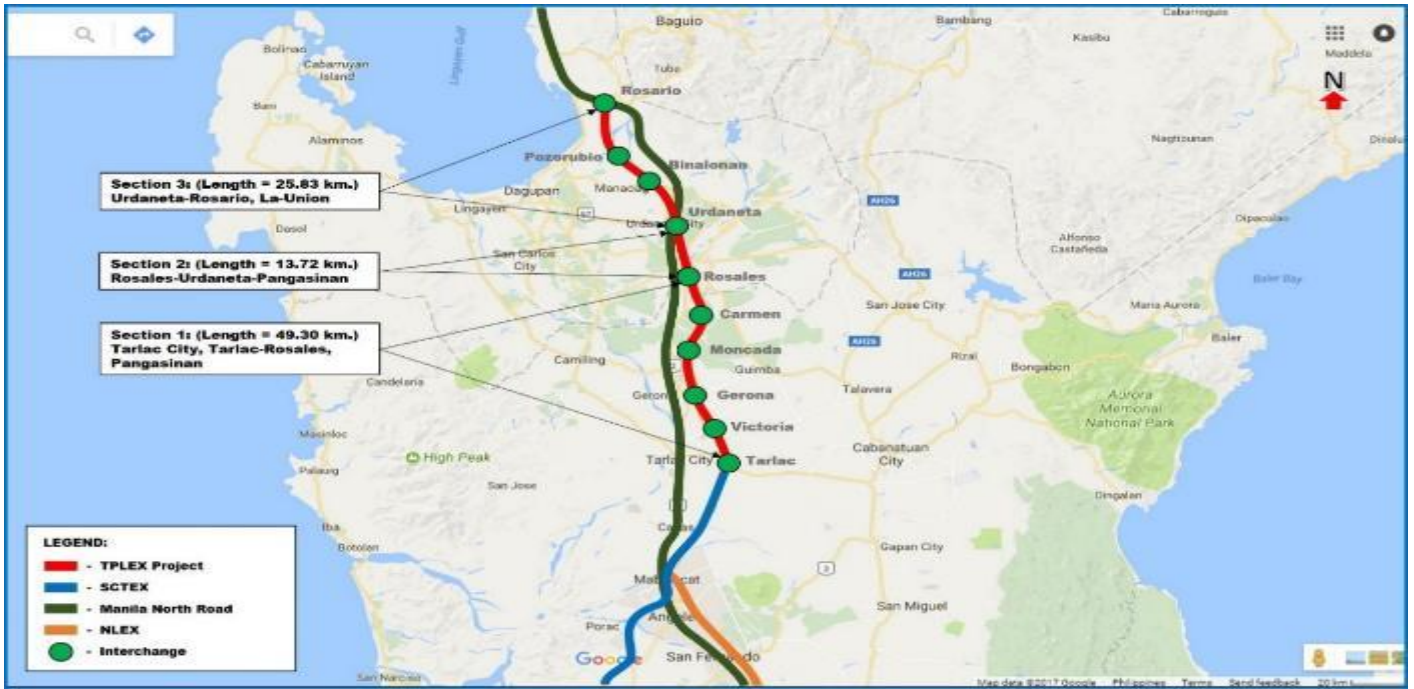 Baguio
Bambang
Cabarroguis
Kasibu
Maddela
Bolinao
Cabarruyan
Island
Lingayen Gulf
Tuba
N
Rosario
Bani
Alaminos
Nagtipunan
Pozorubio
Binalonan
Section 3: (Length = 25.83 km.)
Urdaneta-Rosario, La-Union
Dagupan
Manaoag
AH26
Lingayen
Urdaneta
Dasol
Dipaculao
Alfonso
Castañeda
San Carlos
City
Section 2: (Length = 13.72 km.)
Rosales-Urdaneta-Pangasinan
Rosales
AH26
Baler Bay
San Jose City
Maria Aurora
Carmen
Section 1: (Length = 49.30 km.)
Tarlac City, Tarlac-Rosales,
Pangasinan
AH26
Baler
Moncada
Camiling
Guimba
Rizal
Bongabon
Candelaria
Talavera
Gerona
Aurora
Memorial
National Park
Masinloc
Victoria
Cabanatuan
City
High Peak
Tarlac City
Tarlac
Palauig
San Jose
Dingalan
Iba
LEGEND:
Botolan
Gapan City
- TPLEX Project
- SCTEX
- Manila North Road
- NLEX
- Interchange
San Miguel
Porac
Google
San Narciso
Map data ©2017 Google Philippines Terms Send feedback 20 km